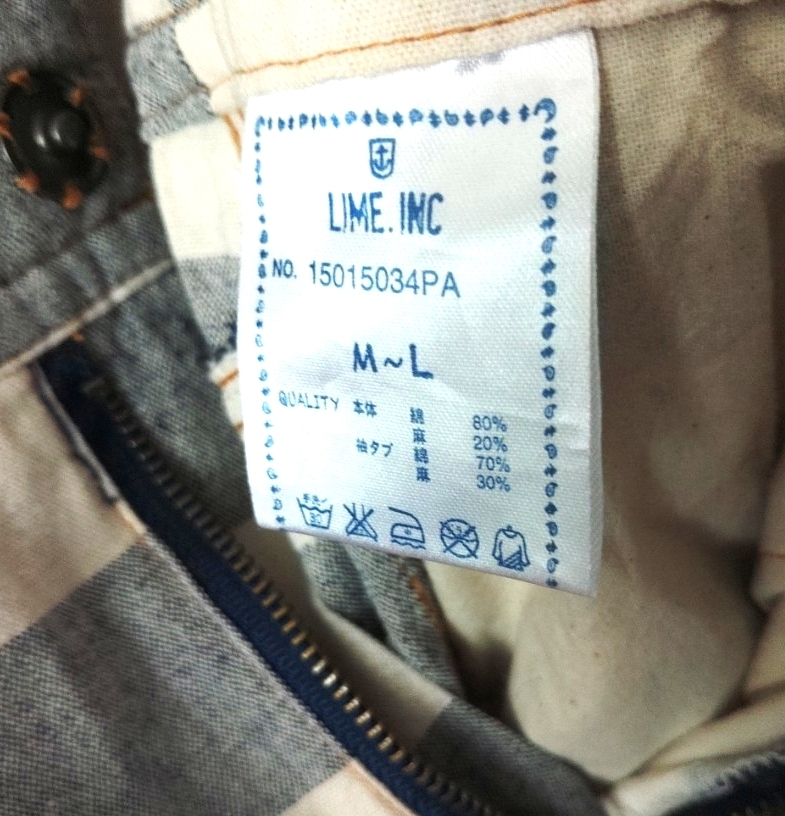 LIME.INC
NO. 15015034PA
M~L
QUALITY 本体 綿 80%
麻 20%
袖タブ 綿 70%
麻 30%